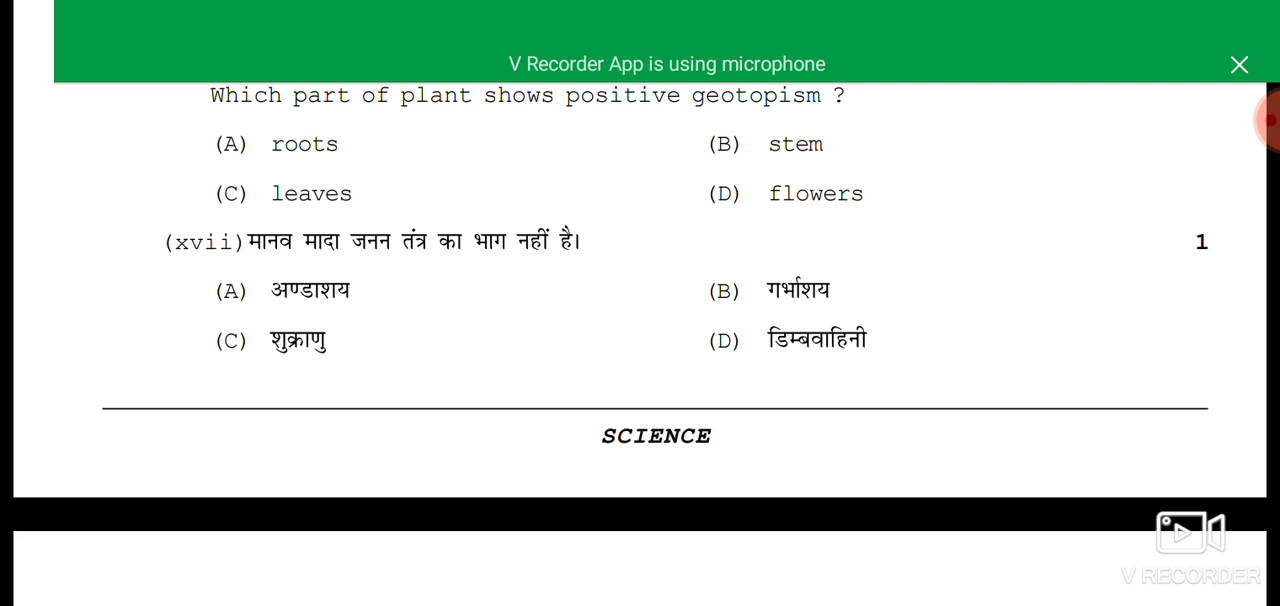 V Recorder App is using microphone
Which part of plant shows positive geotopism ?
(A) roots (B) stem
(C) leaves (D) flowers
(xvii) मानव मादा जनन तंत्र का भाग नहीं है। 1
(A) अण्डाशय (B) गर्भाशय
(C) शुक्राणु (D) डिम्बवाहिनी
SCIENCE
V RECORDER